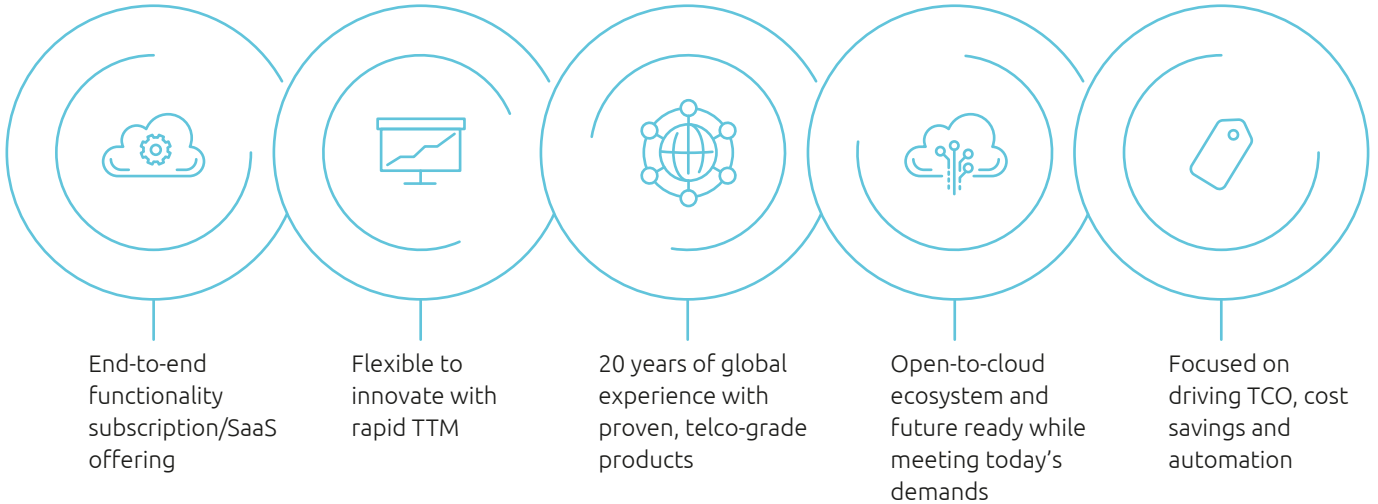 End-to-end
functionality
subscription/SaaS
offering
Flexible to
innovate with
rapid TTM
20 years of global
experience with
proven, telco-grade
products
Open-to-cloud
ecosystem and
future ready while
meeting today’s
demands
Focused on
driving TCO, cost
savings and
automation